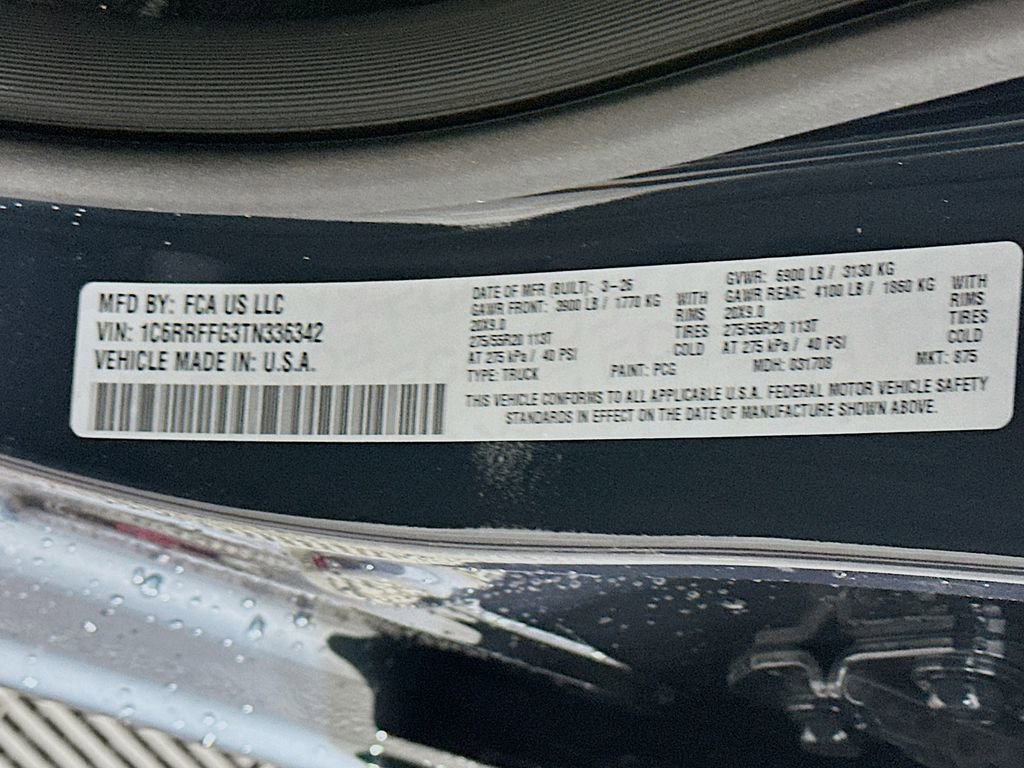 MFD BY: FCA US LLC
VIN: 1C6RRFFG3TN336342
VEHICLE MADE IN: U.S.A.
DATE OF MFR (BUILT): 3-26
GAWR FRONT: 3900 LB / 1770 KG WITH
20X9.0 RIMS
275/55R20 113T TIRES
AT 275 kPa / 40 PSI COLD
TYPE: TRUCK PAINT: PCG
GVWR: 6900 LB / 3130 KG
GAWR REAR: 4100 LB / 1860 KG WITH
20X9.0 RIMS
275/55R20 113T TIRES
AT 275 kPa / 40 PSI COLD
MDH: 031708 MKT: 875
THIS VEHICLE CONFORMS TO ALL APPLICABLE U.S.A. FEDERAL MOTOR VEHICLE SAFETY
STANDARDS IN EFFECT ON THE DATE OF MANUFACTURE SHOWN ABOVE.